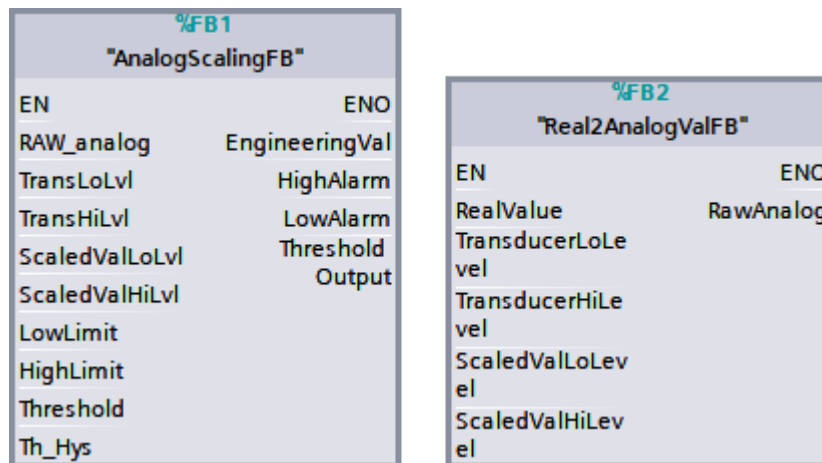 %FB1
"AnalogScalingFB"
EN ENO
RAW_analog EngineeringVal
TransLoLvl HighAlarm
TransHiLvl LowAlarm
ScaledValLoLvl Threshold
Output
ScaledValHiLvl
LowLimit
HighLimit
Threshold
Th_Hys
%FB2
"Real2AnalogValFB"
EN ENO
RealValue RawAnalog
TransducerLoLe
vel
TransducerHiLe
vel
ScaledValLoLev
el
ScaledValHiLev
el